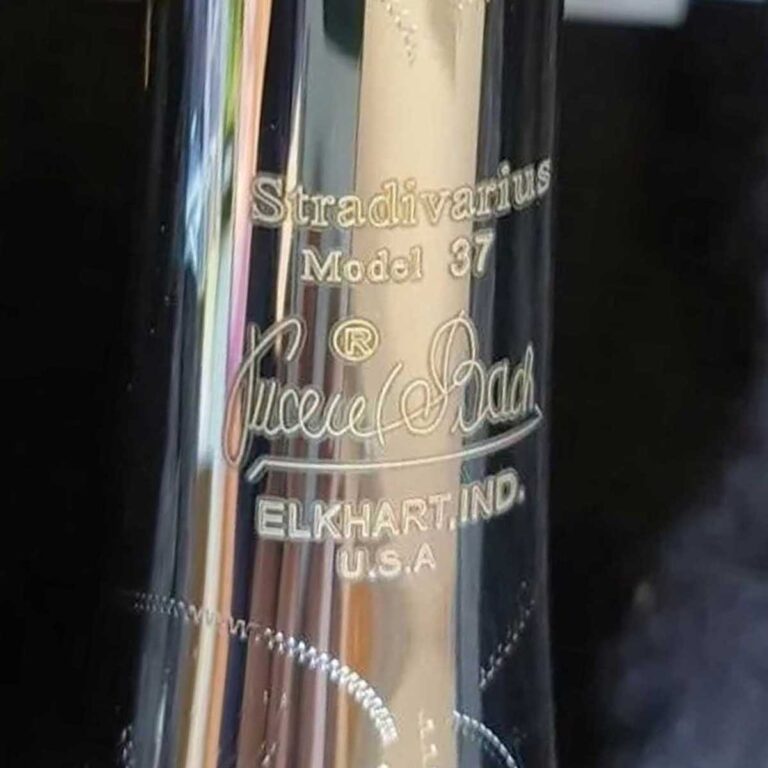 Stradivarius
Model 37
®
Vincent Bach
ELKHART, IND.
U.S.A